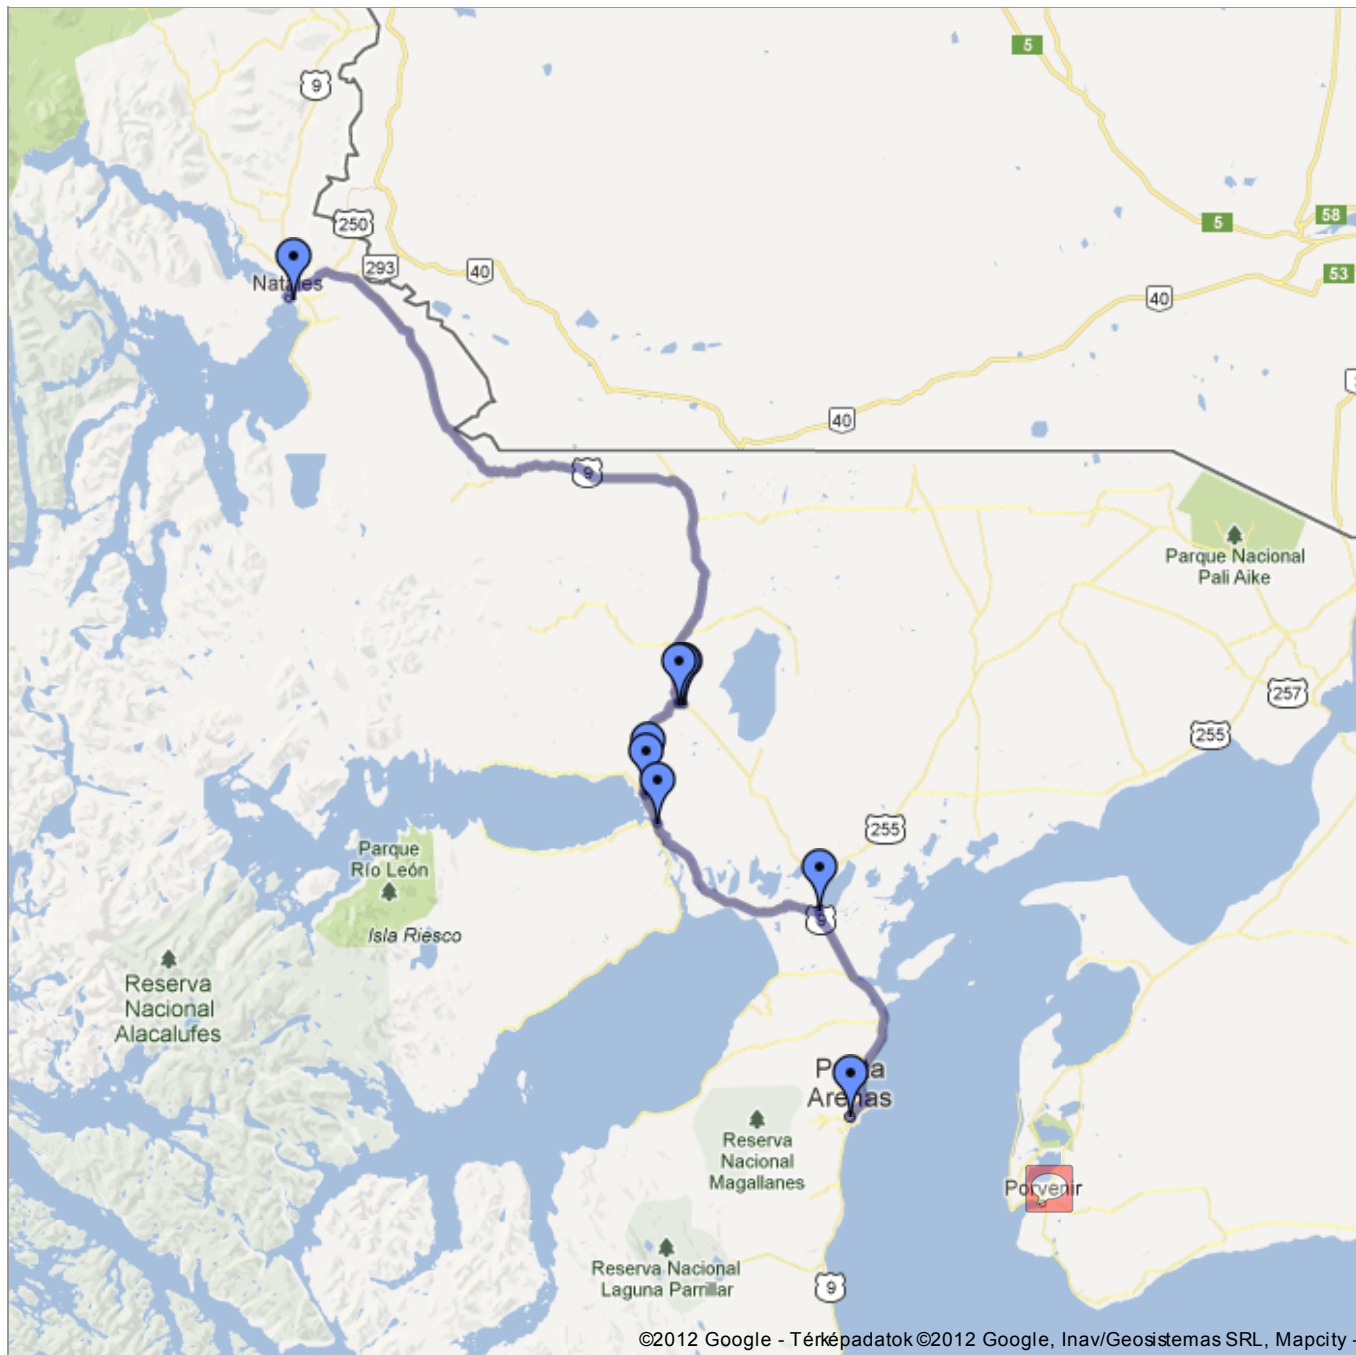 5
9
58
5
250
293
40
53
Natales
40
40
9
Parque Nacional
Pali Aike
257
255
255
Parque
Río León
9
Isla Riesco
Reserva
Nacional
Alacalufes
Punta
Arenas
Reserva
Nacional
Magallanes
Porvenir
Reserva Nacional
Laguna Parrillar
9
©2012 Google - Térképadatok ©2012 Google, Inav/Geosistemas SRL, Mapcity -